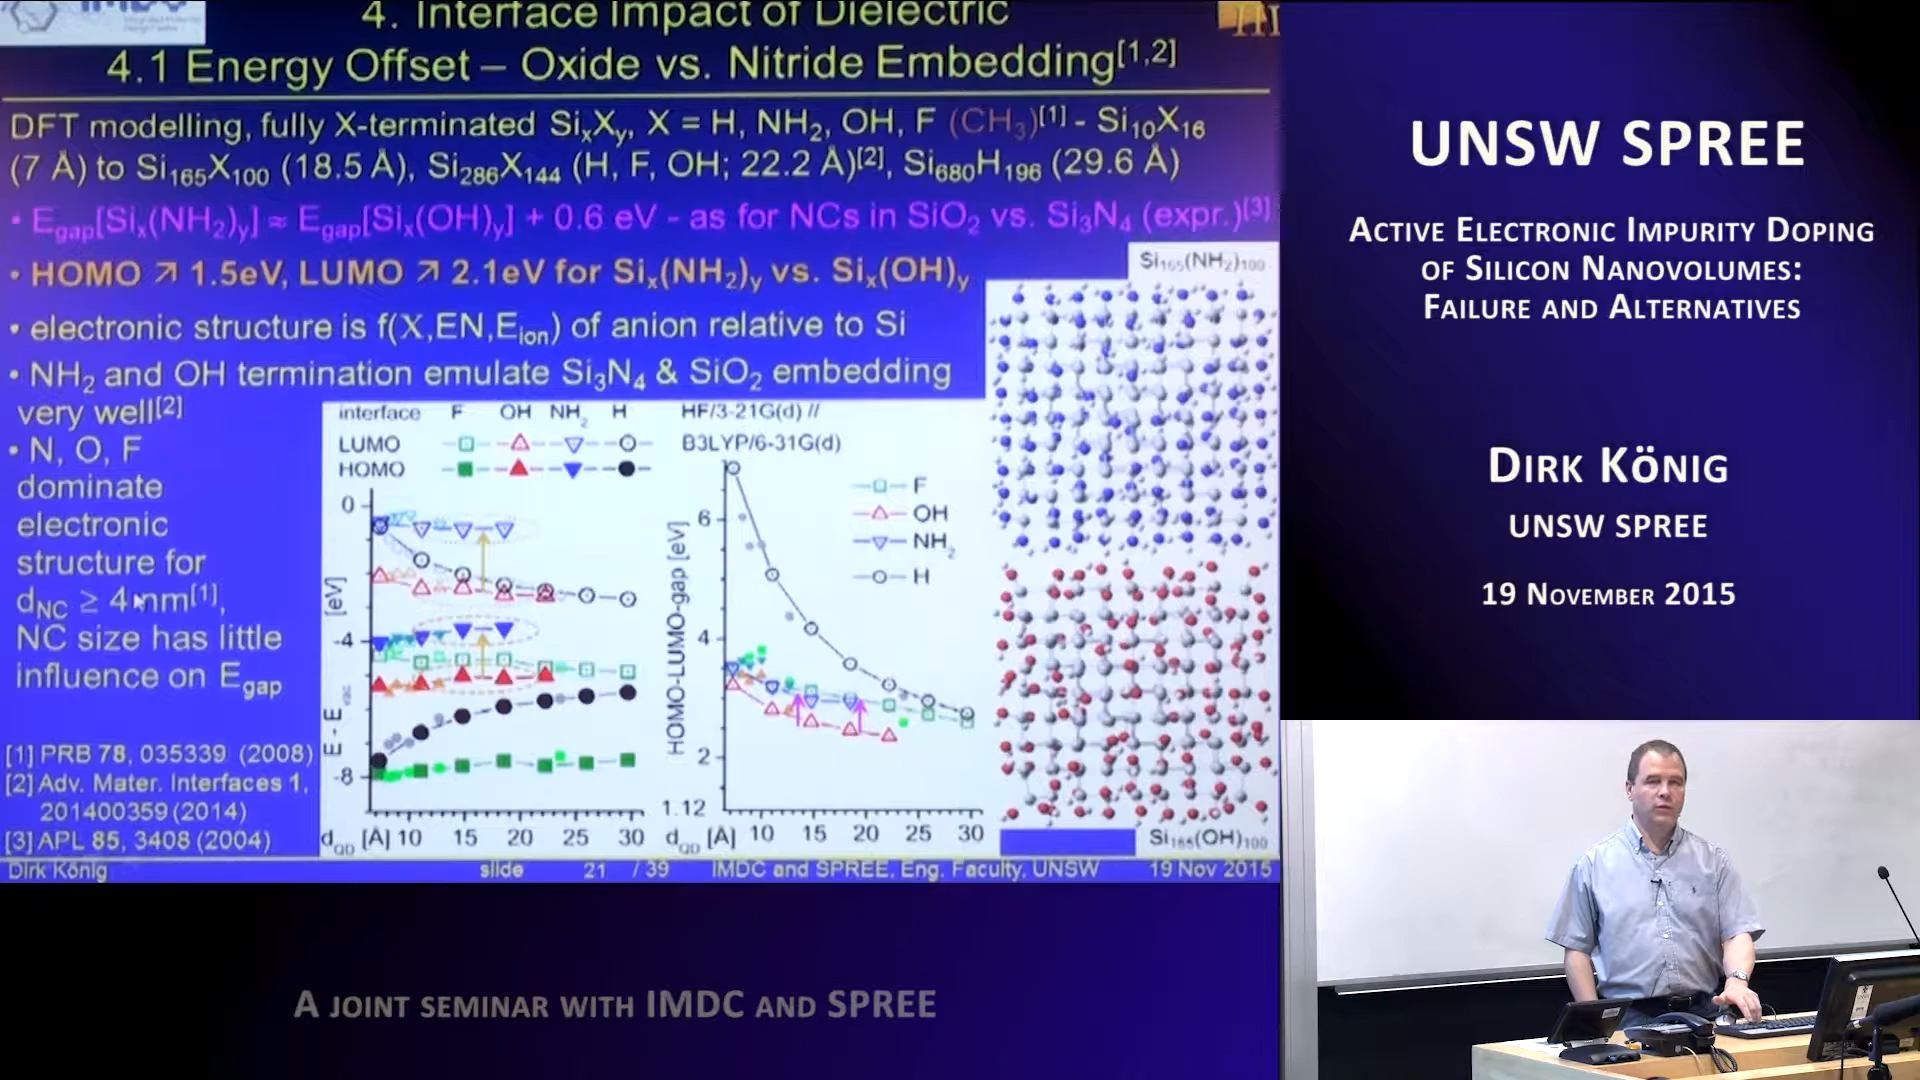 4. Interface Impact of Dielectric
4.1 Energy Offset – Oxide vs. Nitride Embedding[1,2]
DFT modelling, fully X-terminated SixXy, X = H, NH2, OH, F (CH3)[1] - Si10X16
(7 Å) to Si165X100 (18.5 Å), Si286X144 (H, F, OH; 22.2 Å)[2], Si680H196 (29.6 Å)
• Egap[Six(NH2)y] ≈ Egap[Six(OH)y] + 0.6 eV - as for NCs in SiO2 vs. Si3N4 (expr.)[3]
• HOMO ↗ 1.5eV, LUMO ↗ 2.1eV for Six(NH2)y vs. Six(OH)y
• electronic structure is f(X,EN,Eion) of anion relative to Si
• NH2 and OH termination emulate Si3N4 & SiO2 embedding
very well[2]
• N, O, F
dominate
electronic
structure for
dNC ≥ 4 nm[1],
NC size has little
influence on Egap
[1] PRB 78, 035339 (2008)
[2] Adv. Mater. Interfaces 1,
201400359 (2014)
[3] APL 85, 3408 (2004)
interface F OH NH2 H
LUMO
HOMO
0
-4
-8
E - Evac [eV]
dQD [Å] 10 15 20 25 30
HF/3-21G(d) //
B3LYP/6-31G(d)
F
OH
NH2
H
6
4
2
1.12
HOMO-LUMO-gap [eV]
dQD [Å] 10 15 20 25 30
Si165(NH2)100
Si165(OH)100
Dirk König slide 21 / 39 IMDC and SPREE, Eng. Faculty, UNSW 19 Nov 2015
A JOINT SEMINAR WITH IMDC AND SPREE
UNSW SPREE
ACTIVE ELECTRONIC IMPURITY DOPING
OF SILICON NANOVOLUMES:
FAILURE AND ALTERNATIVES
DIRK KÖNIG
UNSW SPREE
19 NOVEMBER 2015